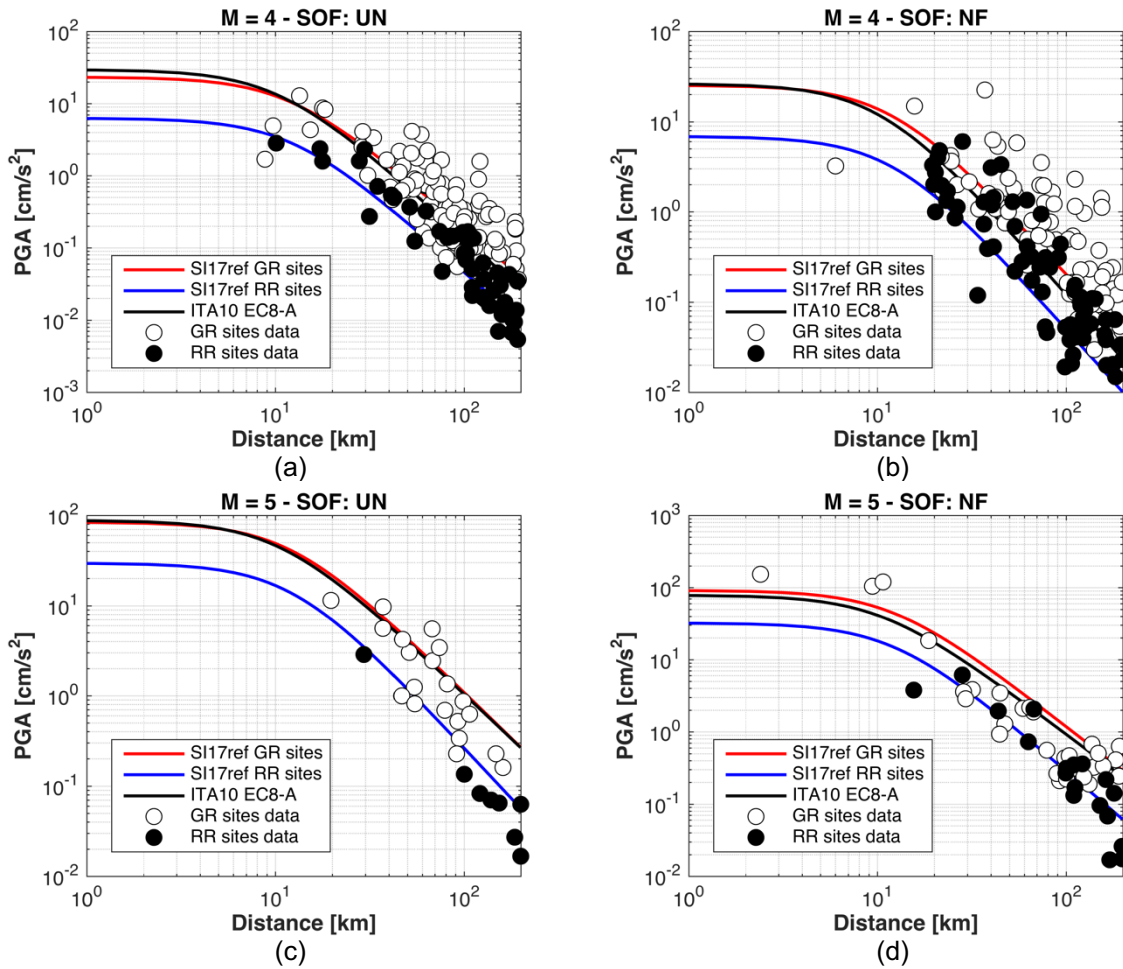 M = 4 - SOF: UN
PGA [cm/s²]
10²
10¹
10⁰
10⁻¹
10⁻²
10⁻³
SI17ref GR sites
SI17ref RR sites
ITA10 EC8-A
GR sites data
RR sites data
10⁰ 10¹ 10²
Distance [km]
(a)
M = 4 - SOF: NF
PGA [cm/s²]
10²
10¹
10⁰
10⁻¹
10⁻²
SI17ref GR sites
SI17ref RR sites
ITA10 EC8-A
GR sites data
RR sites data
10⁰ 10¹ 10²
Distance [km]
(b)
M = 5 - SOF: UN
PGA [cm/s²]
10²
10¹
10⁰
10⁻¹
10⁻²
SI17ref GR sites
SI17ref RR sites
ITA10 EC8-A
GR sites data
RR sites data
10⁰ 10¹ 10²
Distance [km]
(c)
M = 5 - SOF: NF
PGA [cm/s²]
10³
10²
10¹
10⁰
10⁻¹
10⁻²
SI17ref GR sites
SI17ref RR sites
ITA10 EC8-A
GR sites data
RR sites data
10⁰ 10¹ 10²
Distance [km]
(d)